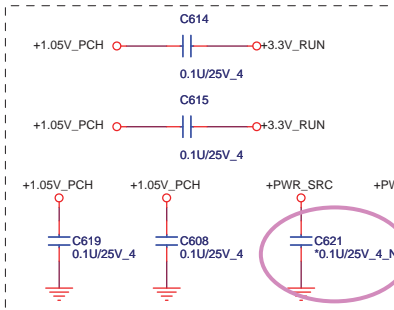 C614
+1.05V_PCH +3.3V_RUN
0.1U/25V_4
C615
+1.05V_PCH +3.3V_RUN
0.1U/25V_4
+1.05V_PCH +1.05V_PCH +PWR_SRC +PW
C619 C608 C621
0.1U/25V_4 0.1U/25V_4 *0.1U/25V_4_N